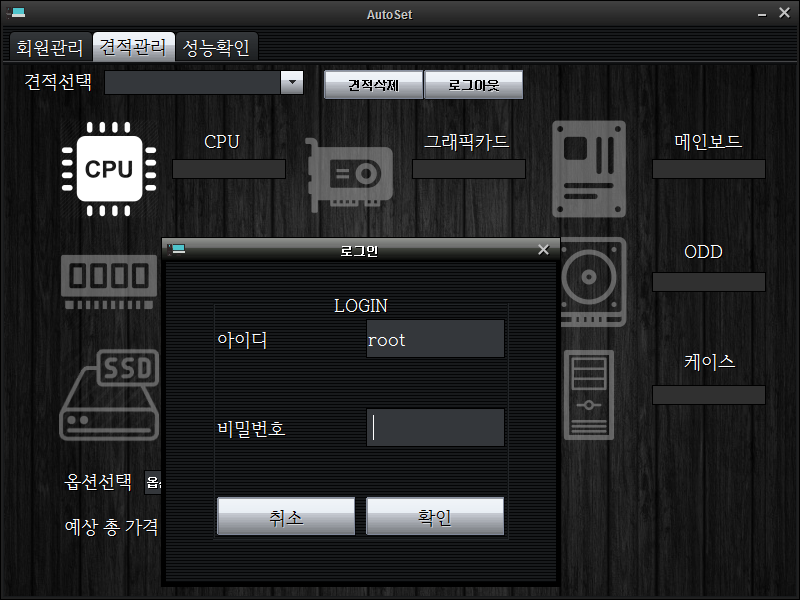 AutoSet
회원관리 견적관리 성능확인
견적선택 견적삭제 로그아웃
CPU 그래픽카드 메인보드
CPU
로그인
ODD
LOGIN
아이디 root
SSD 케이스
비밀번호
옵션선택
예상 총 가격
취소 확인